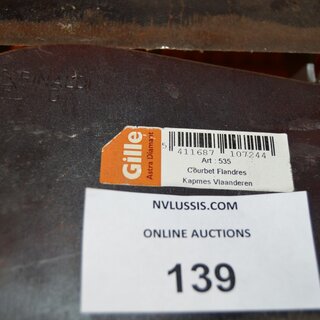 Gille
Astra Diamant
5 411687 107244
Art : 535
Courbet Flandres
Kapmes Vlaanderen
NVLUSSIS.COM
ONLINE AUCTIONS
139